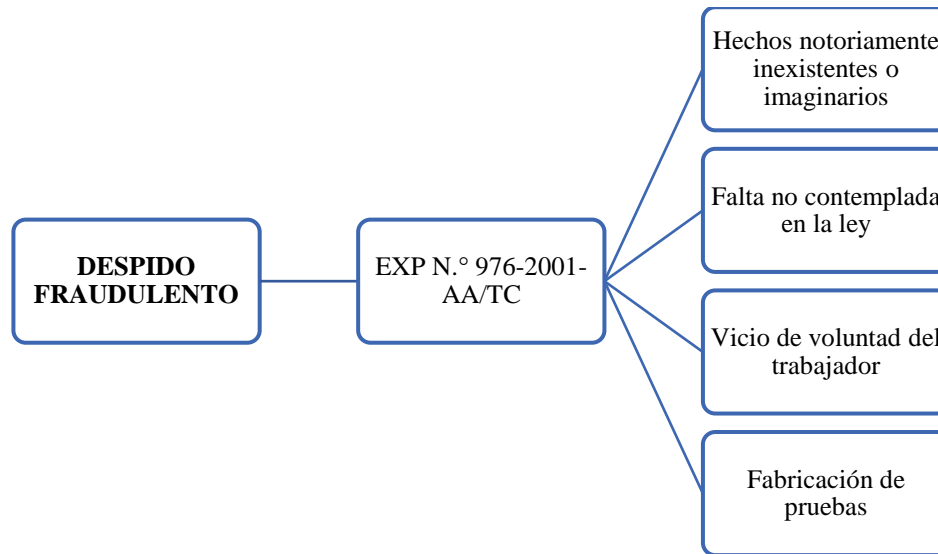 DESPIDO
FRAUDULENTO
EXP N.° 976-2001-
AA/TC
Hechos notoriamente
inexistentes o
imaginarios
Falta no contemplada
en la ley
Vicio de voluntad del
trabajador
Fabricación de
pruebas